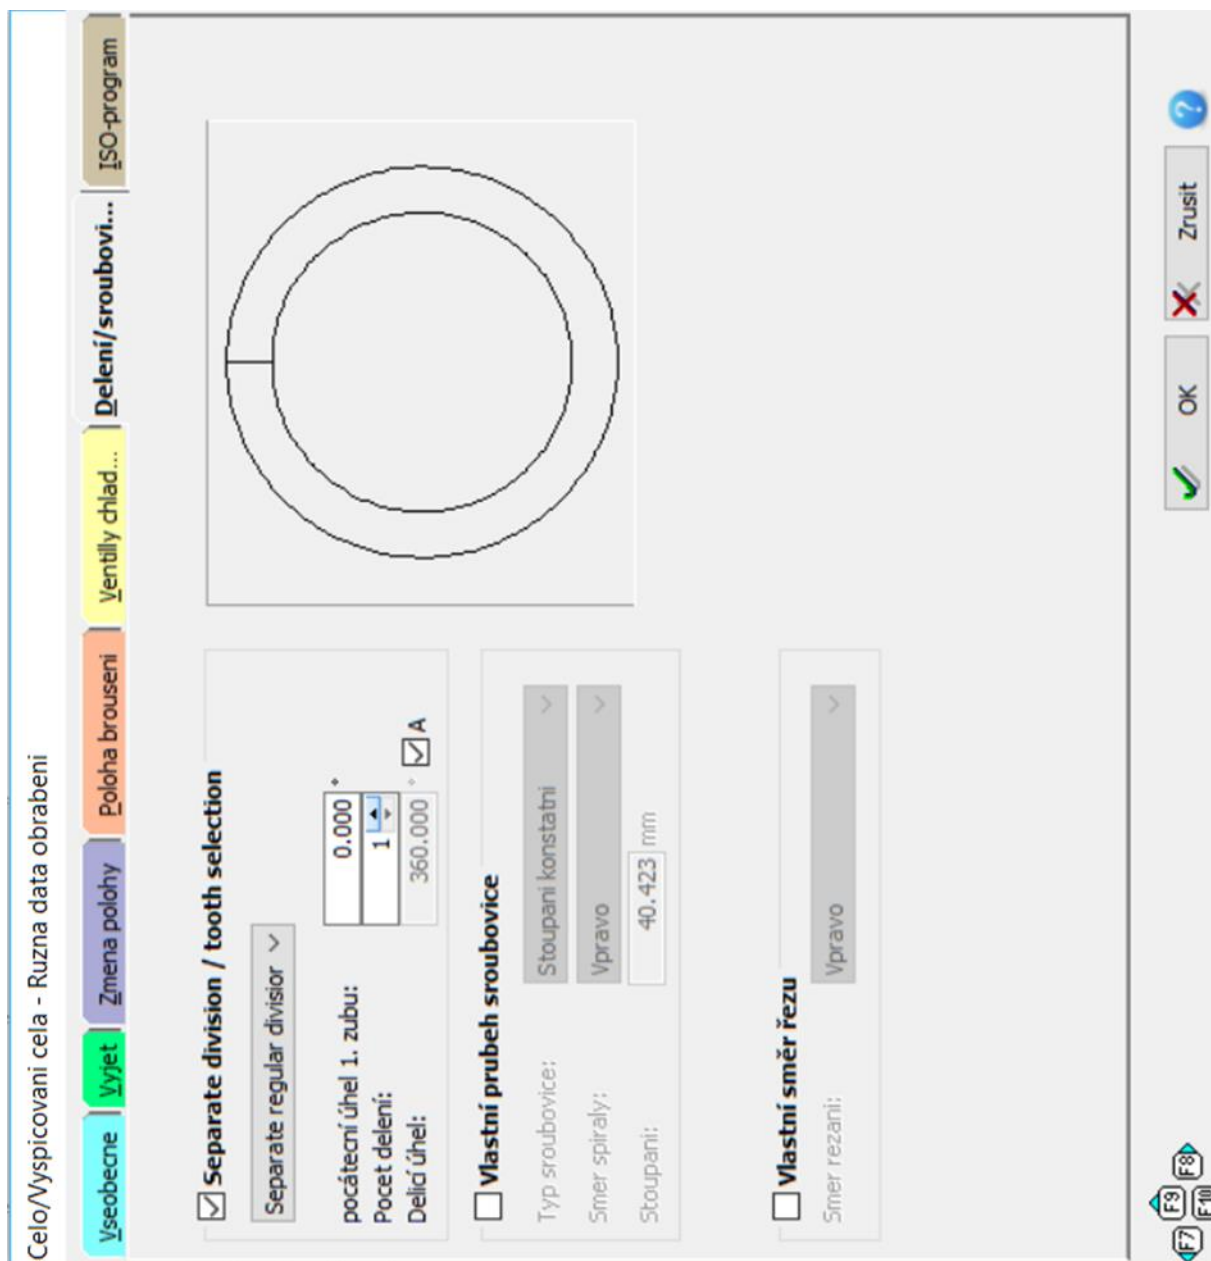 Celo/Vyspicovani cela - Ruzna data obrabeni
Vseobecne
Vyjet
Zmena polohy
Poloha brouseni
Ventilly chlad...
Delení/sroubovi...
ISO-program
Separate division / tooth selection
Separate regular divisior
pocátecní úhel 1. zubu: 0.000 °
Pocet delení: 1
Delicí úhel: 360.000 ° A
Vlastní prubeh sroubovice
Typ sroubovice: Stoupani konstatni
Smer spiraly: Vpravo
Stoupani: 40.423 mm
Vlastní směr řezu
Smer rezani: Vpravo
F7 F9 F8
F10
OK
Zrusit
?